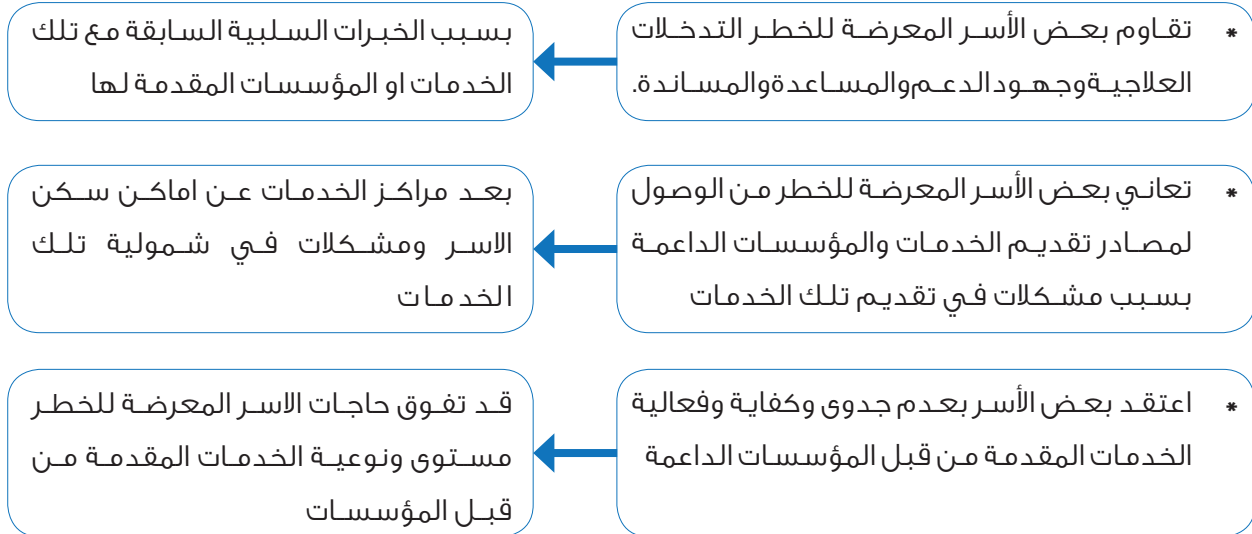 * تقاوم بعض الأسر المعرضة للخطر التدخلات
العلاجية وجهود الدعم والمساعدة والمساندة.
بسبب الخبرات السلبية السابقة مع تلك
الخدمات او المؤسسات المقدمة لها
* تعاني بعض الأسر المعرضة للخطر من الوصول
لمصادر تقديم الخدمات والمؤسسات الداعمة
بسبب مشكلات في تقديم تلك الخدمات
بعد مراكز الخدمات عن اماكن سكن
الاسر ومشكلات في شمولية تلك
الخدمات
* اعتقد بعض الأسر بعدم جدوى وكفاية وفعالية
الخدمات المقدمة من قبل المؤسسات الداعمة
قد تفوق حاجات الاسر المعرضة للخطر
مستوى ونوعية الخدمات المقدمة من
قبل المؤسسات